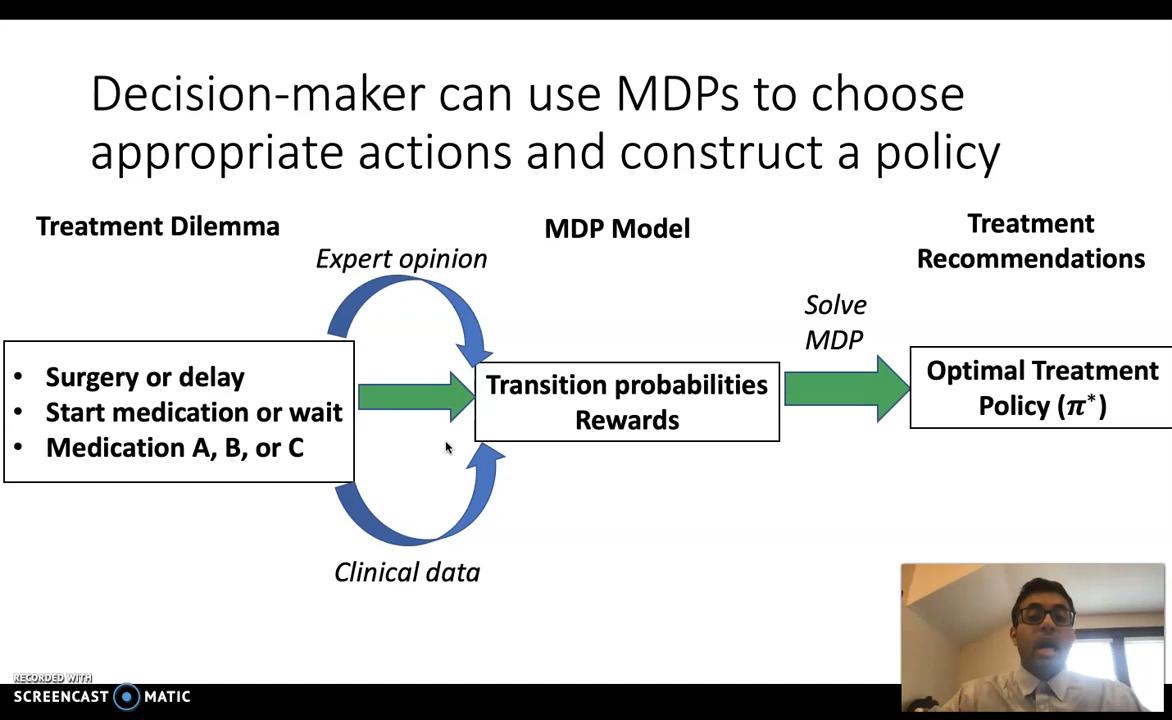 Decision-maker can use MDPs to choose
appropriate actions and construct a policy
Treatment Dilemma
Expert opinion
• Surgery or delay
• Start medication or wait
• Medication A, B, or C
Clinical data
MDP Model
Transition probabilities
Rewards
Solve
MDP
Treatment
Recommendations
Optimal Treatment
Policy (π*)
RECORDED WITH
SCREENCAST MATIC